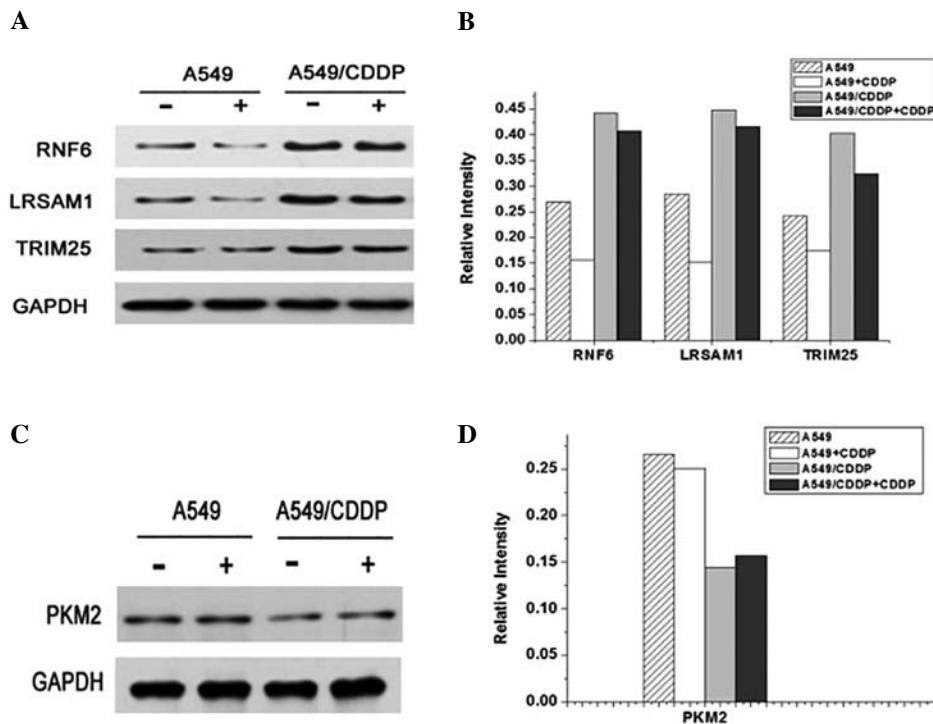 A
A549 A549/CDDP
- + - +
RNF6
LRSAM1
TRIM25
GAPDH
B
A549
A549+CDDP
A549/CDDP
A549/CDDP+CDDP
Relative Intensity
0.45
0.40
0.35
0.30
0.25
0.20
0.15
0.10
0.05
0.00
RNF6 LRSAM1 TRIM25
C
A549 A549/CDDP
- + - +
PKM2
GAPDH
D
A549
A549+CDDP
A549/CDDP
A549/CDDP+CDDP
Relative Intensity
0.25
0.20
0.15
0.10
0.05
0.00
PKM2